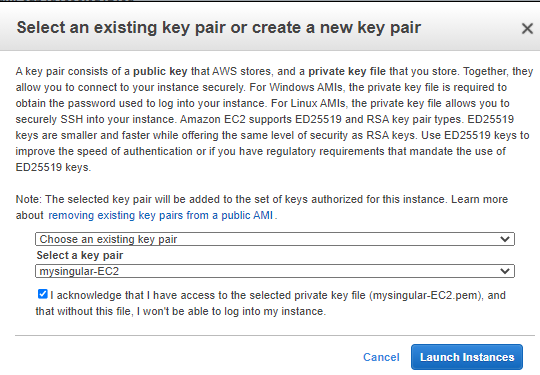 Select an existing key pair or create a new key pair
A key pair consists of a public key that AWS stores, and a private key file that you store. Together, they
allow you to connect to your instance securely. For Windows AMIs, the private key file is required to
obtain the password used to log into your instance. For Linux AMIs, the private key file allows you to
securely SSH into your instance. Amazon EC2 supports ED25519 and RSA key pair types. ED25519
keys are smaller and faster while offering the same level of security as RSA keys. Use ED25519 keys to
improve the speed of authentication or if you have regulatory requirements that mandate the use of
ED25519 keys.
Note: The selected key pair will be added to the set of keys authorized for this instance. Learn more
about removing existing key pairs from a public AMI.
Choose an existing key pair
Select a key pair
mysingular-EC2
I acknowledge that I have access to the selected private key file (mysingular-EC2.pem), and
that without this file, I won't be able to log into my instance.
Cancel Launch Instances